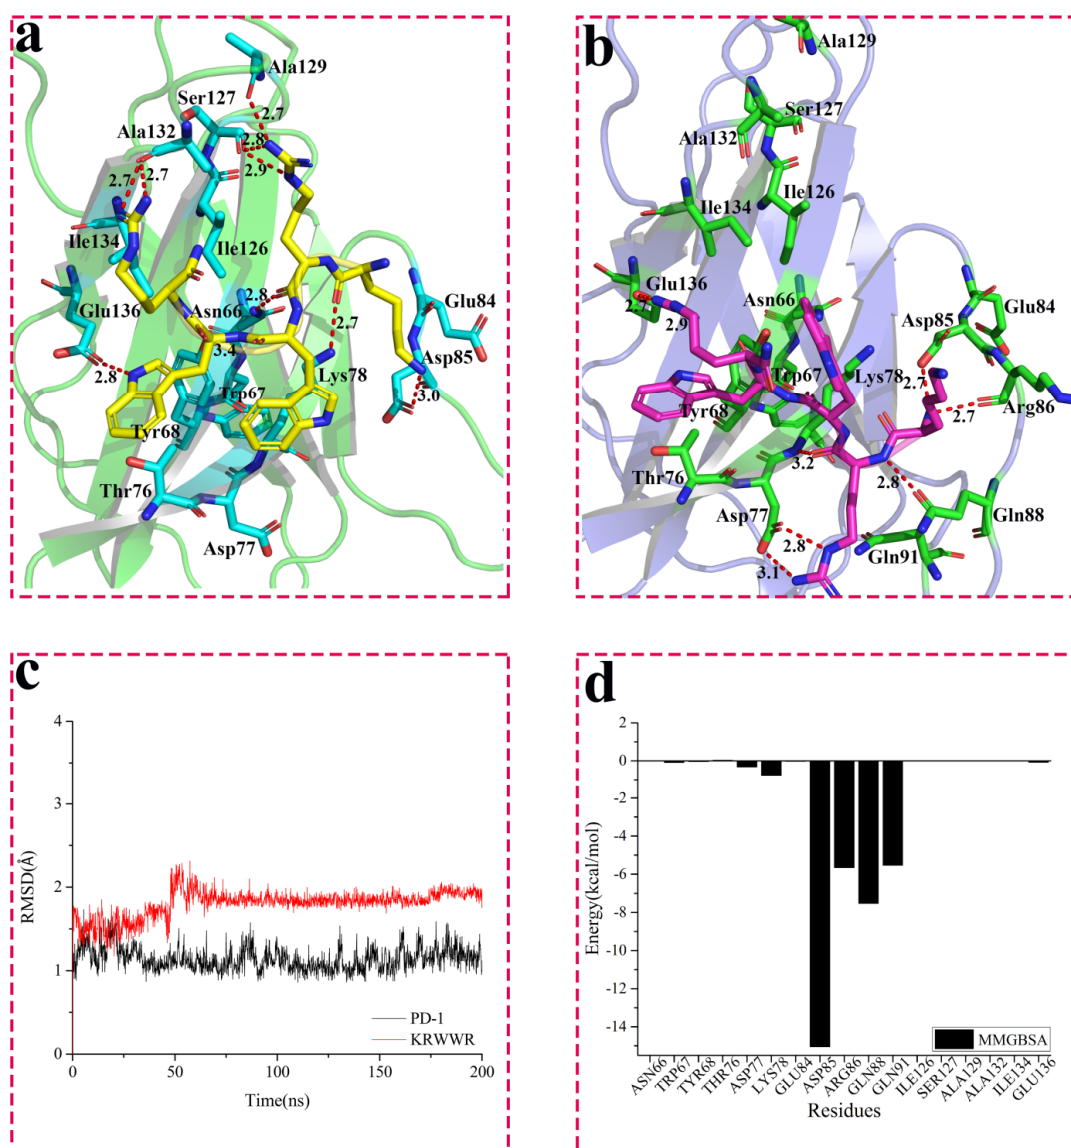 a
Ala129
Ser127
2.7
Ala132
2.8
2.7
2.7
2.9
Ile134
Ile126
Glu136
Asn66
2.8
Glu84
2.7
3.4
Asp85
Lys78
2.8
Trp67
3.0
Tyr68
Thr76
Asp77
b
Ala129
Ser127
Ala132
Ile126
Ile134
Glu136
Asn66
Glu84
2.7
Asp85
2.9
Trp67
Lys78
2.7
Arg86
Tyr68
2.7
3.2
Thr76
2.8
Gln88
Asp77
2.8
Gln91
3.1
c
4
3
2
1
0
RMSD(Å)
PD-1
KRWWR
0
50
100
150
200
Time(ns)
d
2
0
-2
-4
-6
-8
-10
-12
-14
Energy(kcal/mol)
MMGBSA
ASN66
TRP67
TYR68
THR76
ASP77
LYS78
GLU84
ASP85
ARG86
GLN88
GLN91
ILE126
SER127
ALA129
ALA132
ILE134
GLU136
Residues